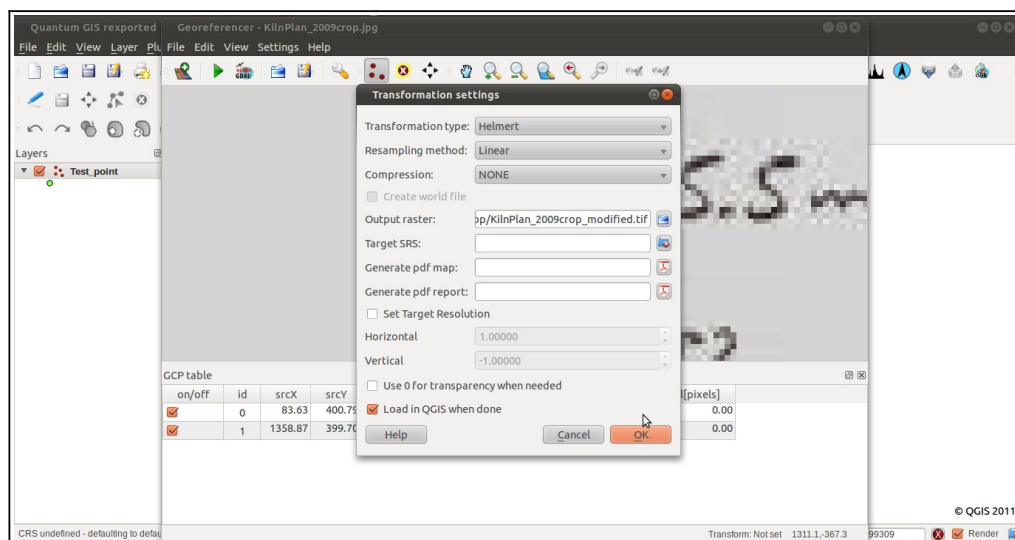 Quantum GIS rexported
Georeferencer - KilnPlan_2009crop.jpg
File Edit View Layer Plu
File Edit View Settings Help
GDAL
Layers
Test_point
5.5 m
Transformation settings
Transformation type: Helmert
Resampling method: Linear
Compression: NONE
Create world file
Output raster: op/KilnPlan_2009crop_modified.tif
Target SRS:
Generate pdf map:
Generate pdf report:
Set Target Resolution
Horizontal 1.00000
Vertical -1.00000
Use 0 for transparency when needed
Load in QGIS when done
Help Cancel OK
GCP table
on/off id srcX srcY l[pixels]
0 83.63 400.79 0.00
1 1358.87 399.70 0.00
© QGIS 2011
CRS undefined - defaulting to defau
Transform: Not set 1311.1,-367.3
99309 Render